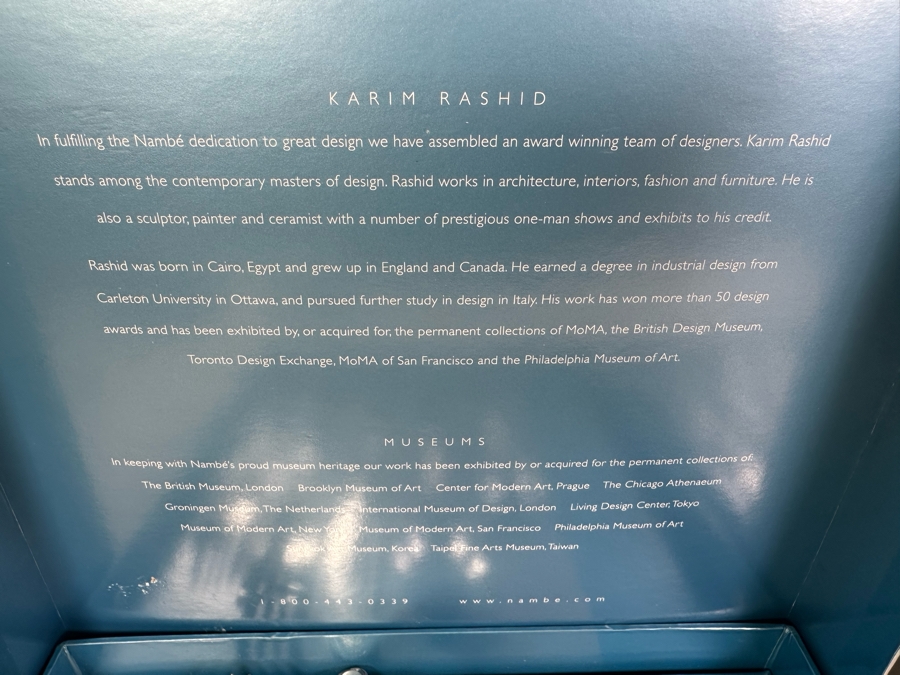 KARIM RASHID
In fulfilling the Nambé dedication to great design we have assembled an award winning team of designers. Karim Rashid
stands among the contemporary masters of design. Rashid works in architecture, interiors, fashion and furniture. He is
also a sculptor, painter and ceramist with a number of prestigious one-man shows and exhibits to his credit.
Rashid was born in Cairo, Egypt and grew up in England and Canada. He earned a degree in industrial design from
Carleton University in Ottawa, and pursued further study in design in Italy. His work has won more than 50 design
awards and has been exhibited by, or acquired for, the permanent collections of MoMA, the British Design Museum,
Toronto Design Exchange, MoMA of San Francisco and the Philadelphia Museum of Art.
MUSEUMS
In keeping with Nambé's proud museum heritage our work has been exhibited by or acquired for the permanent collections of:
The British Museum, London Brooklyn Museum of Art Center for Modern Art, Prague The Chicago Athenaeum
Groningen Museum, The Netherlands International Museum of Design, London Living Design Center, Tokyo
Museum of Modern Art, New York Museum of Modern Art, San Francisco Philadelphia Museum of Art
Museum, Korea Taipei Fine Arts Museum, Taiwan
1-800-443-0339 www.nambe.com